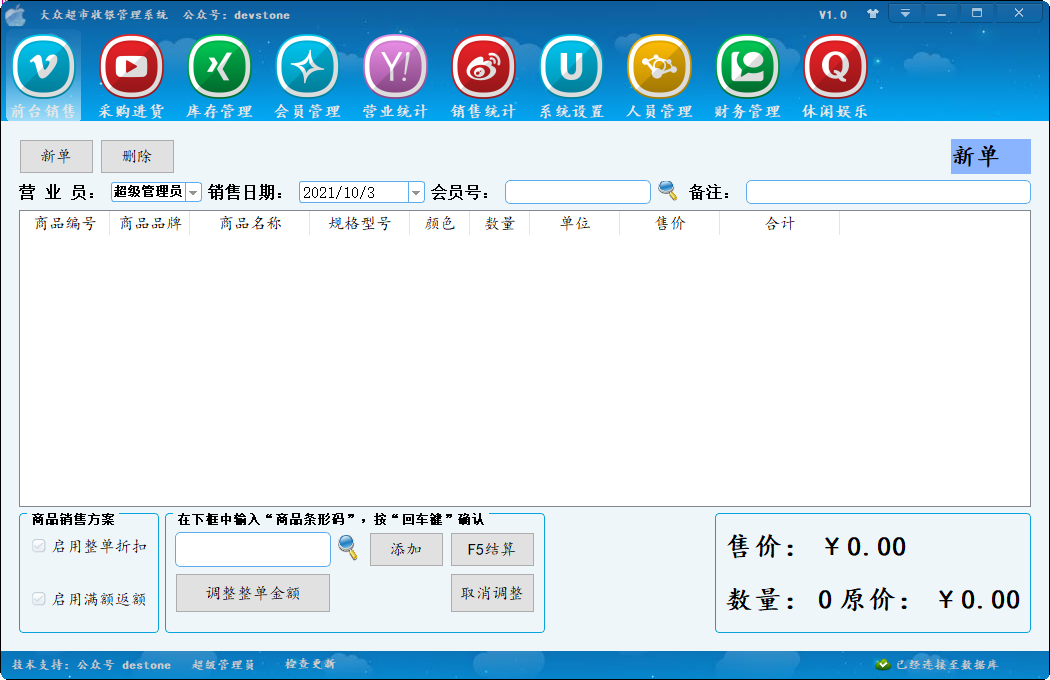 大众超市收银管理系统 公众号：devstone V1.0
前台销售 采购进货 库存管理 会员管理 营业统计 销售统计 系统设置 人员管理 财务管理 休闲娱乐
新单 删除 新单
营 业 员： 超级管理员 销售日期： 2021/10/3 会员号： 备注：
商品编号 商品品牌 商品名称 规格型号 颜色 数量 单位 售价 合计
商品销售方案
启用整单折扣
启用满额返额
在下框中输入“商品条形码”，按“回车键”确认
添加 F5结算
调整整单金额 取消调整
售价： ￥0.00
数量： 0 原价： ￥0.00
技术支持：公众号 destone 超级管理员 检查更新 已经连接至数据库